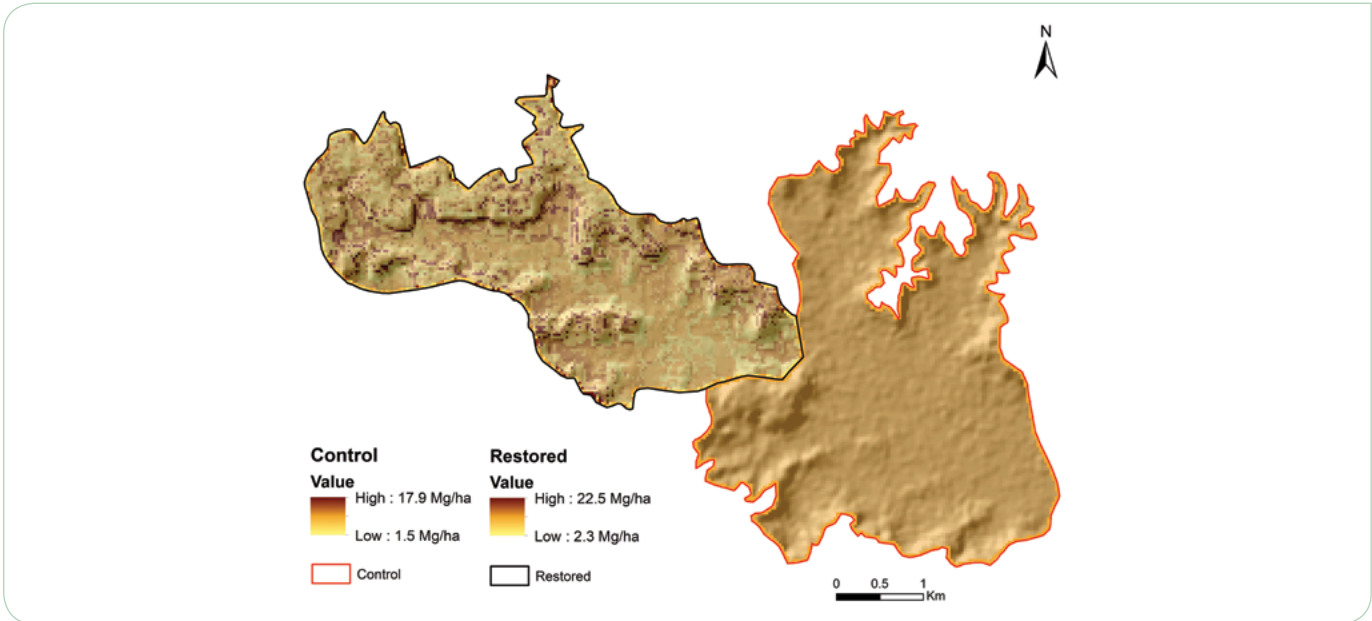 N
Control
Value
High : 17.9 Mg/ha
Low : 1.5 Mg/ha
Control
Restored
Value
High : 22.5 Mg/ha
Low : 2.3 Mg/ha
Restored
0 0.5 1
Km